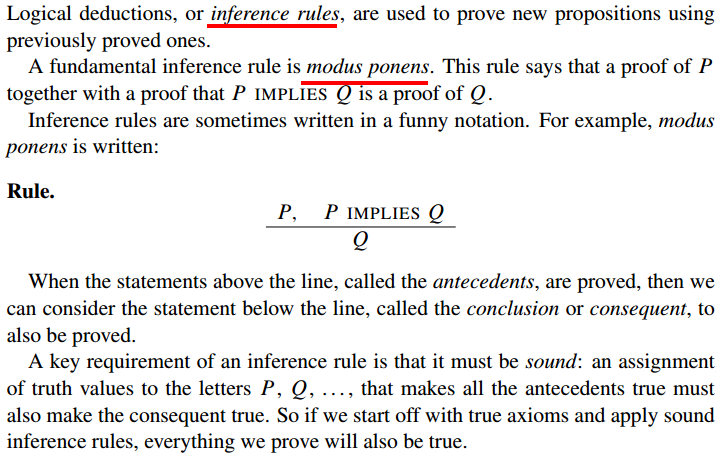 Logical deductions, or inference rules, are used to prove new propositions using
previously proved ones.
A fundamental inference rule is modus ponens. This rule says that a proof of P
together with a proof that P IMPLIES Q is a proof of Q.
Inference rules are sometimes written in a funny notation. For example, modus
ponens is written:
Rule.
P, P IMPLIES Q
Q
When the statements above the line, called the antecedents, are proved, then we
can consider the statement below the line, called the conclusion or consequent, to
also be proved.
A key requirement of an inference rule is that it must be sound: an assignment
of truth values to the letters P, Q, ..., that makes all the antecedents true must
also make the consequent true. So if we start off with true axioms and apply sound
inference rules, everything we prove will also be true.